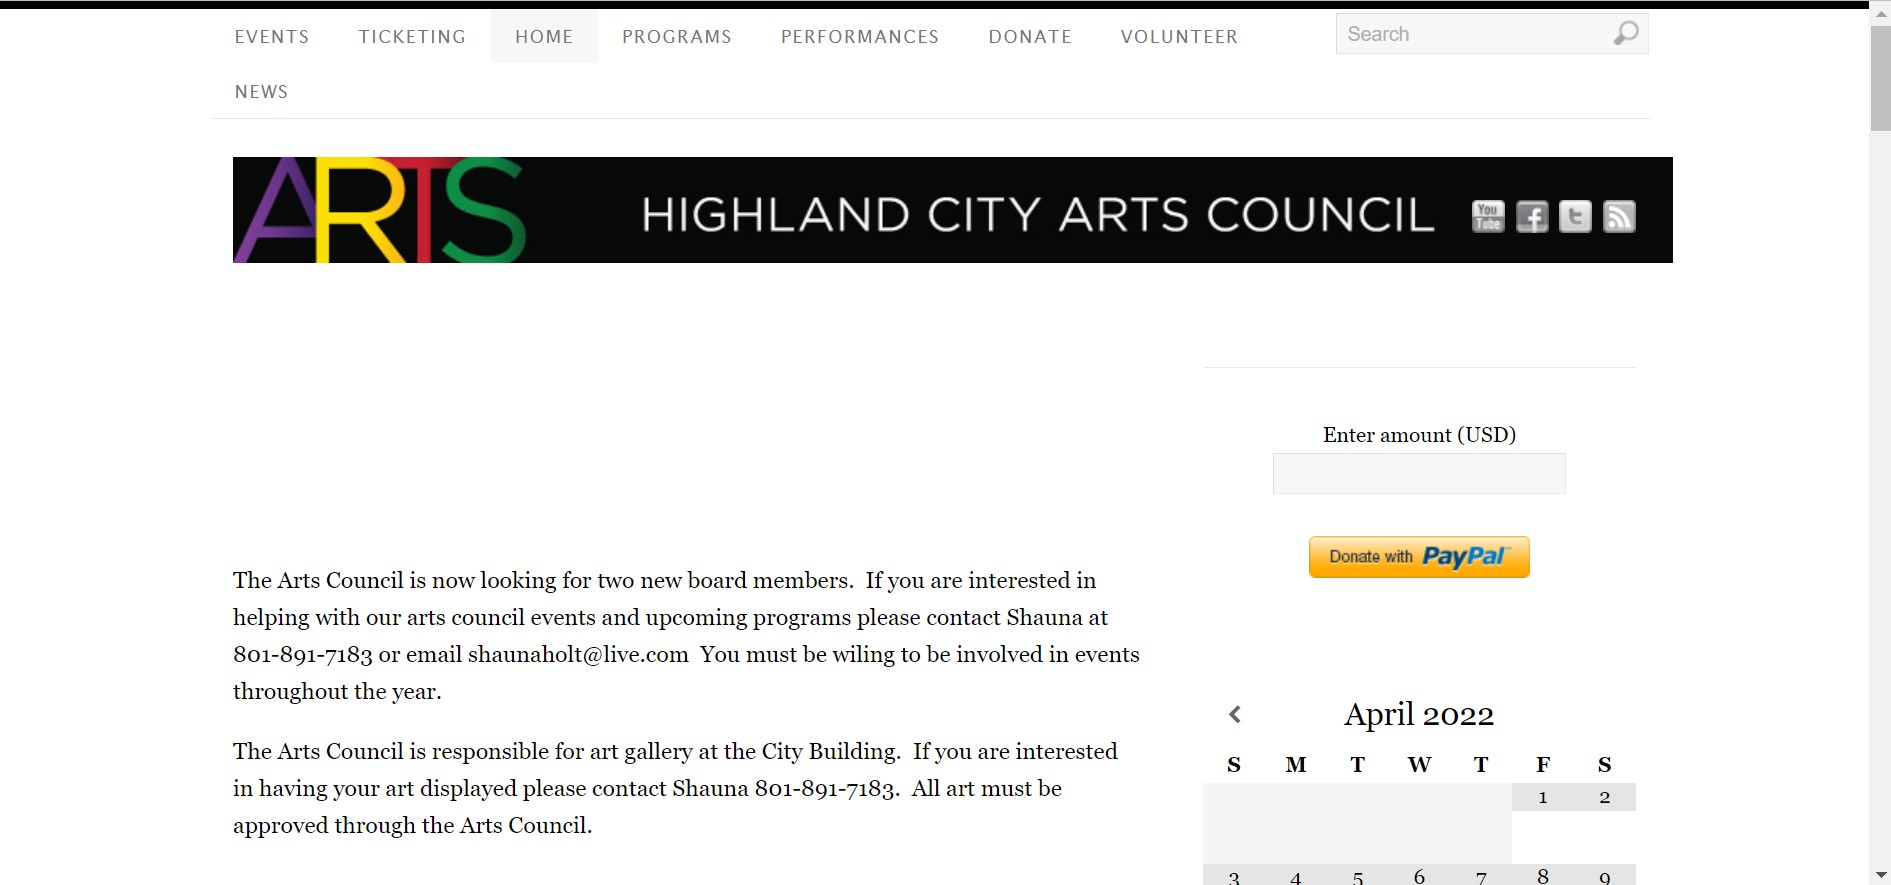 EVENTS TICKETING HOME PROGRAMS PERFORMANCES DONATE VOLUNTEER
Search
NEWS
ARTS HIGHLAND CITY ARTS COUNCIL You Tube f t
Enter amount (USD)
Donate with PayPal™
The Arts Council is now looking for two new board members. If you are interested in
helping with our arts council events and upcoming programs please contact Shauna at
801-891-7183 or email shaunaholt@live.com You must be wiling to be involved in events
throughout the year.
The Arts Council is responsible for art gallery at the City Building. If you are interested
in having your art displayed please contact Shauna 801-891-7183. All art must be
approved through the Arts Council.
April 2022
S M T W T F S
1 2
3 4 5 6 7 8 9